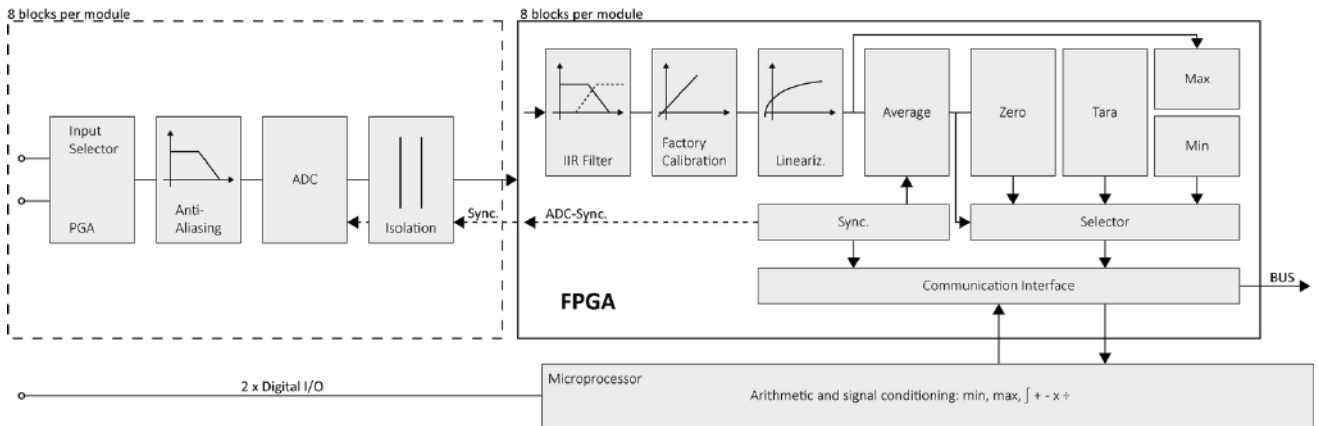 8 blocks per module
8 blocks per module
Input
Selector
PGA
Anti-
Aliasing
ADC
Isolation
Sync.
ADC-Sync.
IIR Filter
Factory
Calibration
Lineariz.
Average
Zero
Tara
Max
Min
Sync.
Selector
Communication Interface
BUS
FPGA
2 x Digital I/O
Microprocessor
Arithmetic and signal conditioning: min, max, ∫ + - x ÷